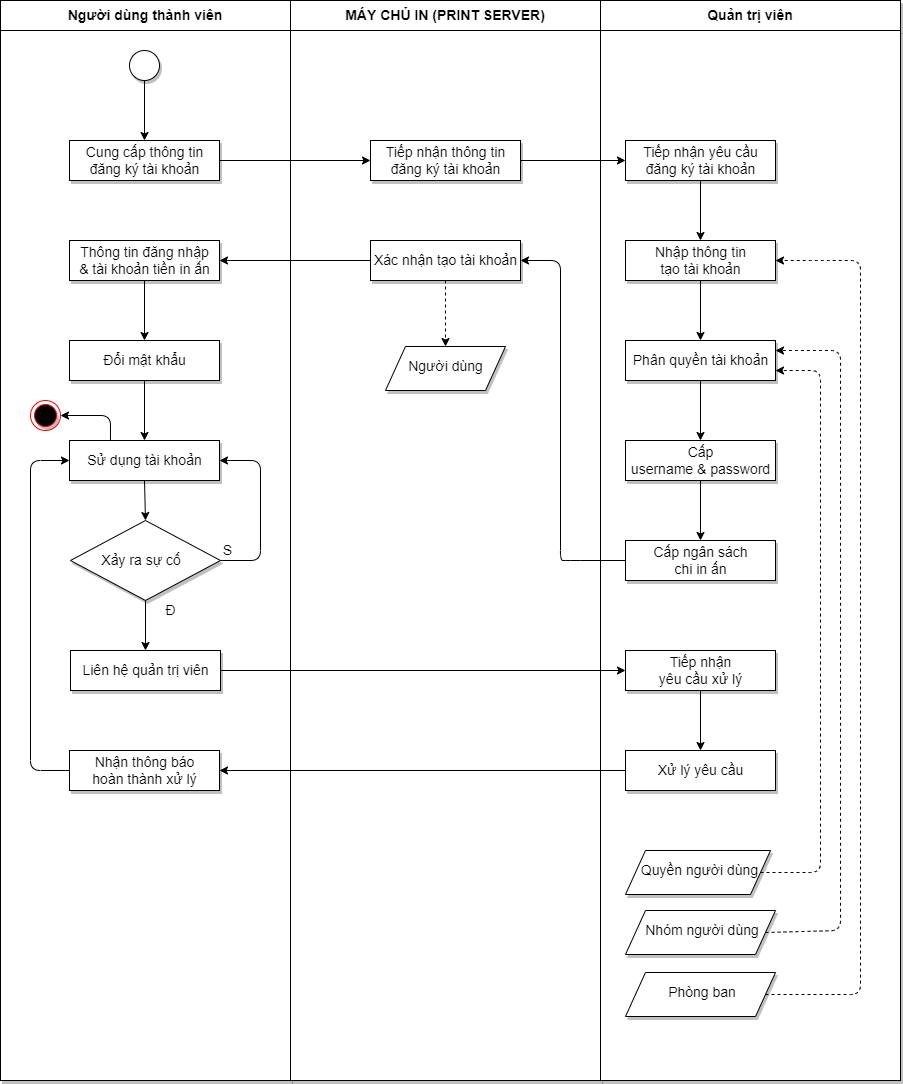 Người dùng thành viên
MÁY CHỦ IN (PRINT SERVER)
Quản trị viên
Cung cấp thông tin
đăng ký tài khoản
Tiếp nhận thông tin
đăng ký tài khoản
Tiếp nhận yêu cầu
đăng ký tài khoản
Thông tin đăng nhập
& tài khoản tiền in ấn
Xác nhận tạo tài khoản
Nhập thông tin
tạo tài khoản
Đổi mật khẩu
Người dùng
Phân quyền tài khoản
Sử dụng tài khoản
Cấp
username & password
Xảy ra sự cố
S
Đ
Cấp ngân sách
chi in ấn
Liên hệ quản trị viên
Tiếp nhận
yêu cầu xử lý
Nhận thông báo
hoàn thành xử lý
Xử lý yêu cầu
Quyền người dùng
Nhóm người dùng
Phòng ban